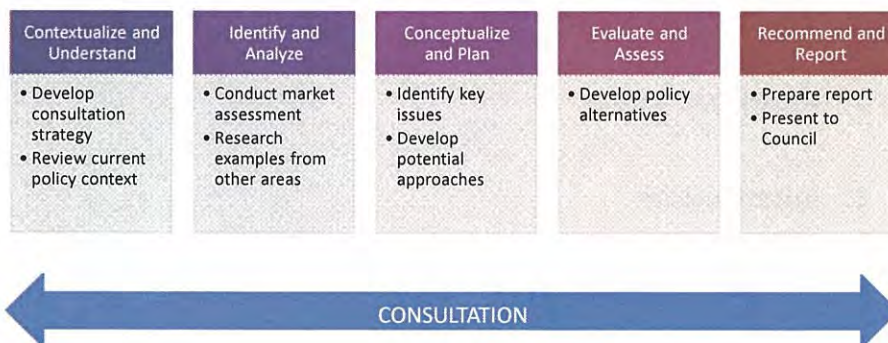 Contextualize and
Understand
• Develop
consultation
strategy
• Review current
policy context
Identify and
Analyze
• Conduct market
assessment
• Research
examples from
other areas
Conceptualize
and Plan
• Identify key
issues
• Develop
potential
approaches
Evaluate and
Assess
• Develop policy
alternatives
Recommend and
Report
• Prepare report
• Present to
Council
CONSULTATION